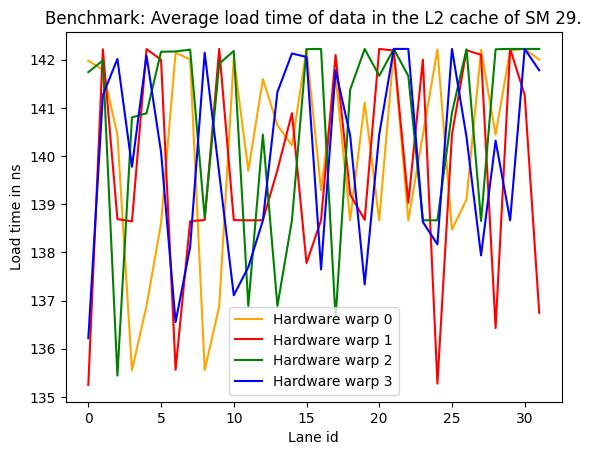 Benchmark: Average load time of data in the L2 cache of SM 29.
142
141
140
139
138
137
136
135
Load time in ns
Hardware warp 0
Hardware warp 1
Hardware warp 2
Hardware warp 3
0 5 10 15 20 25 30
Lane id